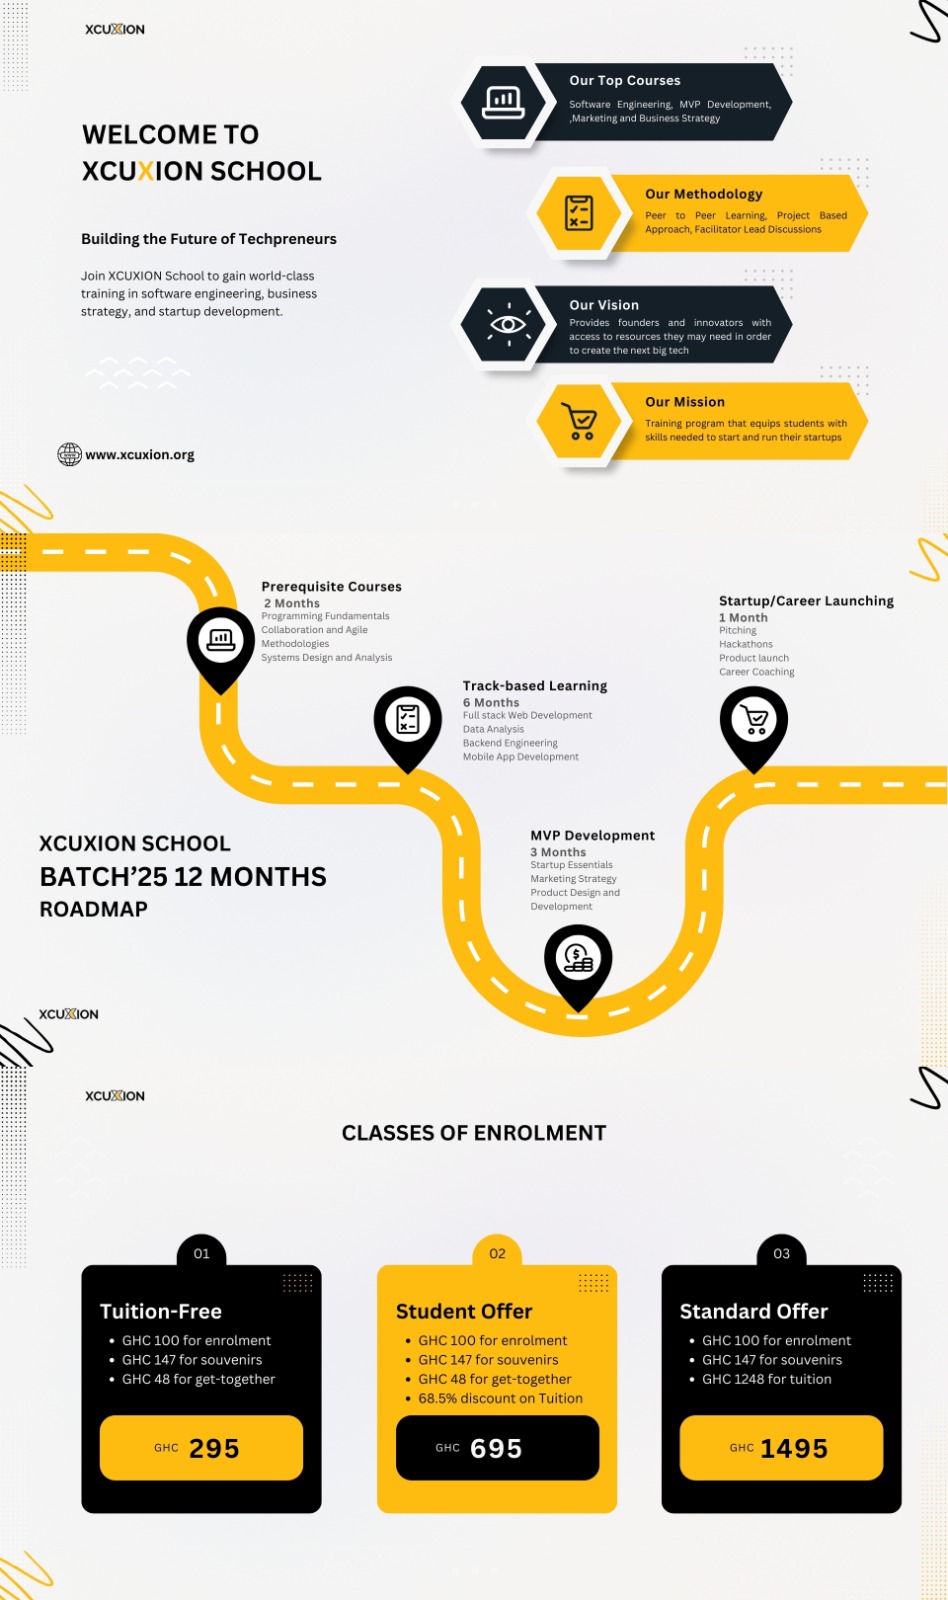 XCUXION
WELCOME TO
XCUXION SCHOOL
Building the Future of Techpreneurs
Join XCUXION School to gain world-class
training in software engineering, business
strategy, and startup development.
www.xcuxion.org
Our Top Courses
Software Engineering, MVP Development,
,Marketing and Business Strategy
Our Methodology
Peer to Peer Learning, Project Based
Approach, Facilitator Lead Discussions
Our Vision
Provides founders and innovators with
access to resources they may need in order
to create the next big tech
Our Mission
Training program that equips students with
skills needed to start and run their startups
Prerequisite Courses
2 Months
Programming Fundamentals
Collaboration and Agile
Methodologies
Systems Design and Analysis
Track-based Learning
6 Months
Full stack Web Development
Data Analysis
Backend Engineering
Mobile App Development
MVP Development
3 Months
Startup Essentials
Marketing Strategy
Product Design and
Development
Startup/Career Launching
1 Month
Pitching
Hackathons
Product launch
Career Coaching
XCUXION SCHOOL
BATCH’25 12 MONTHS
ROADMAP
XCUXION
XCUXION
CLASSES OF ENROLMENT
01
Tuition-Free
• GHC 100 for enrolment
• GHC 147 for souvenirs
• GHC 48 for get-together
GHC 295
02
Student Offer
• GHC 100 for enrolment
• GHC 147 for souvenirs
• GHC 48 for get-together
• 68.5% discount on Tuition
GHC 695
03
Standard Offer
• GHC 100 for enrolment
• GHC 147 for souvenirs
• GHC 1248 for tuition
GHC 1495